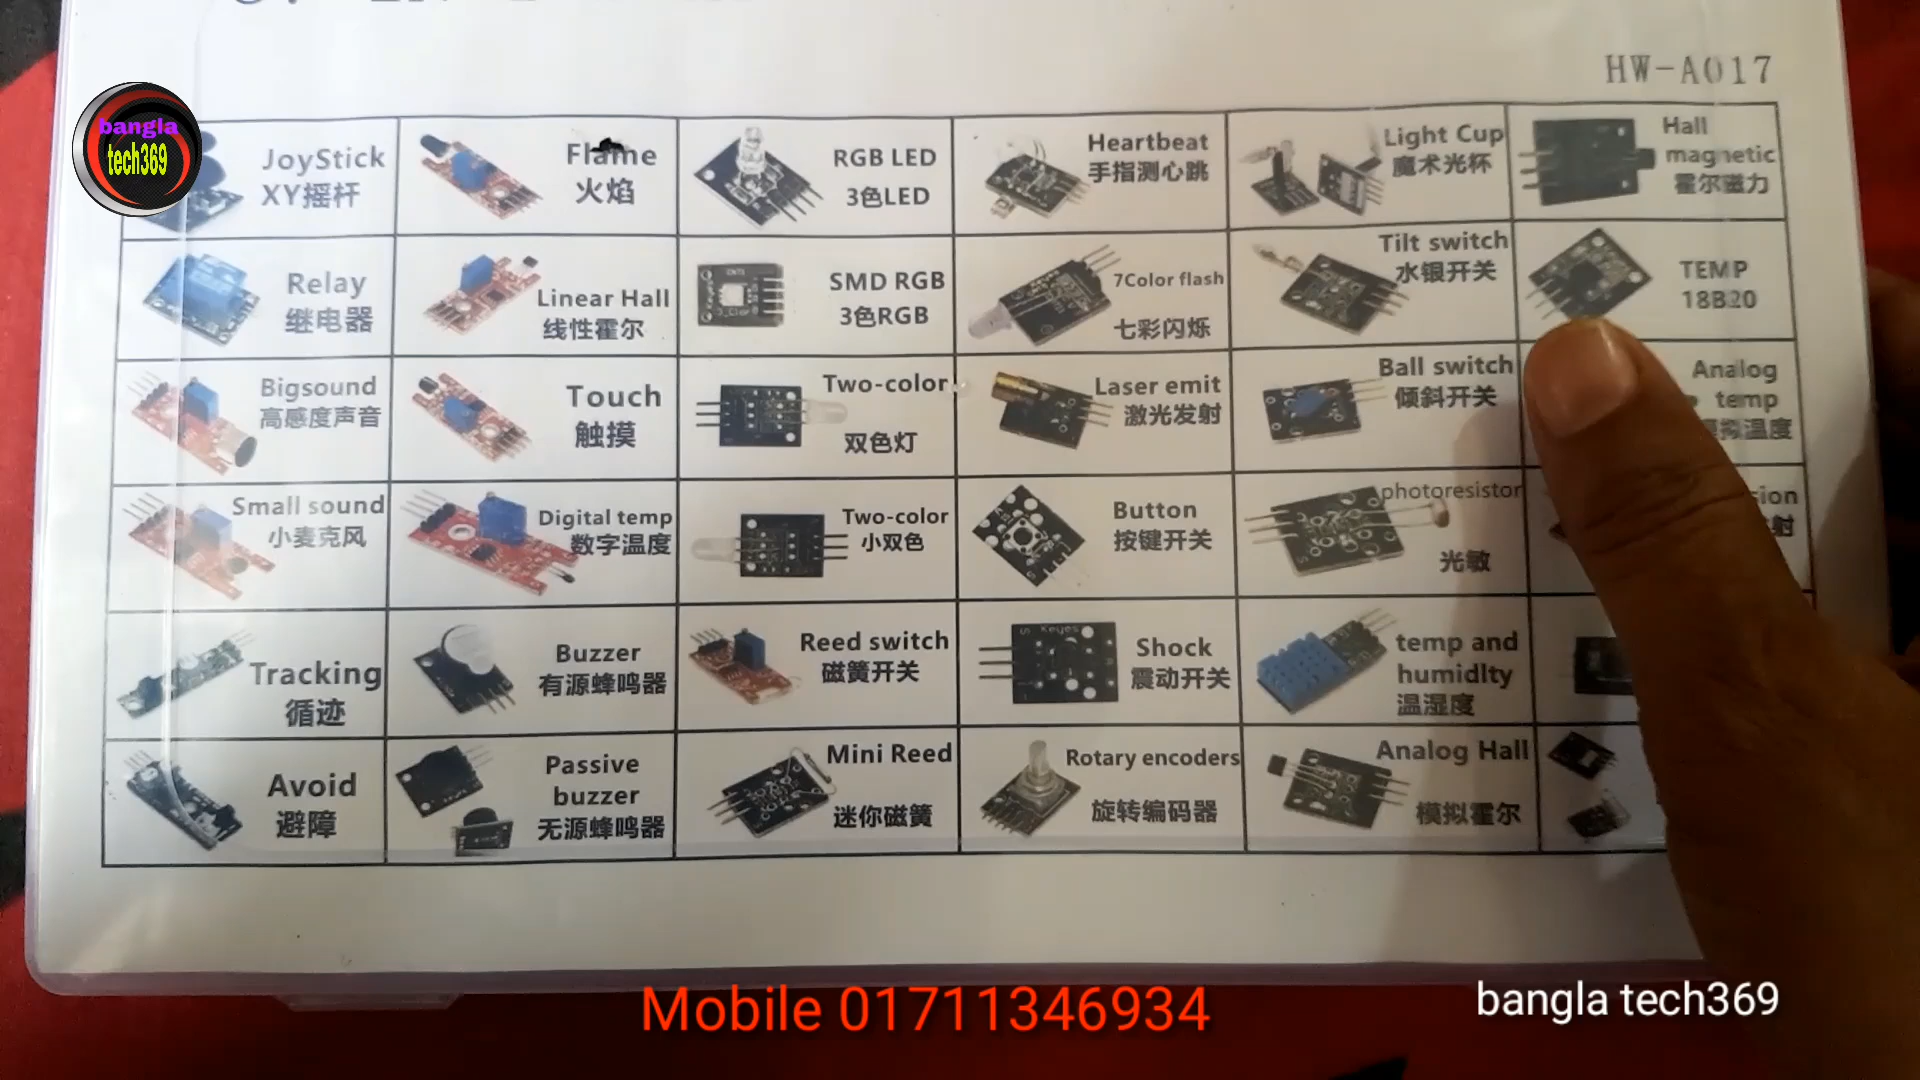 HW-A017
bangla
tech369
JoyStick
XY摇杆
Flame
火焰
RGB LED
3色LED
Heartbeat
手指测心跳
Light Cup
魔术光杯
Hall
magnetic
霍尔磁力
Relay
继电器
Linear Hall
线性霍尔
SMD RGB
3色RGB
7Color flash
七彩闪烁
Tilt switch
水银开关
TEMP
18B20
Bigsound
高感度声音
Touch
触摸
Two-color
双色灯
Laser emit
激光发射
Ball switch
倾斜开关
Analog
temp
拟温度
Small sound
小麦克风
Digital temp
数字温度
Two-color
小双色
Button
按键开关
photoresistor
光敏
sion
射
Tracking
循迹
Buzzer
有源蜂鸣器
Reed switch
磁簧开关
Keyes
Shock
震动开关
temp and
humidlty
温湿度
Avoid
避障
Passive
buzzer
无源蜂鸣器
Mini Reed
迷你磁簧
Rotary encoders
旋转编码器
Analog Hall
模拟霍尔
Mobile 01711346934
bangla tech369